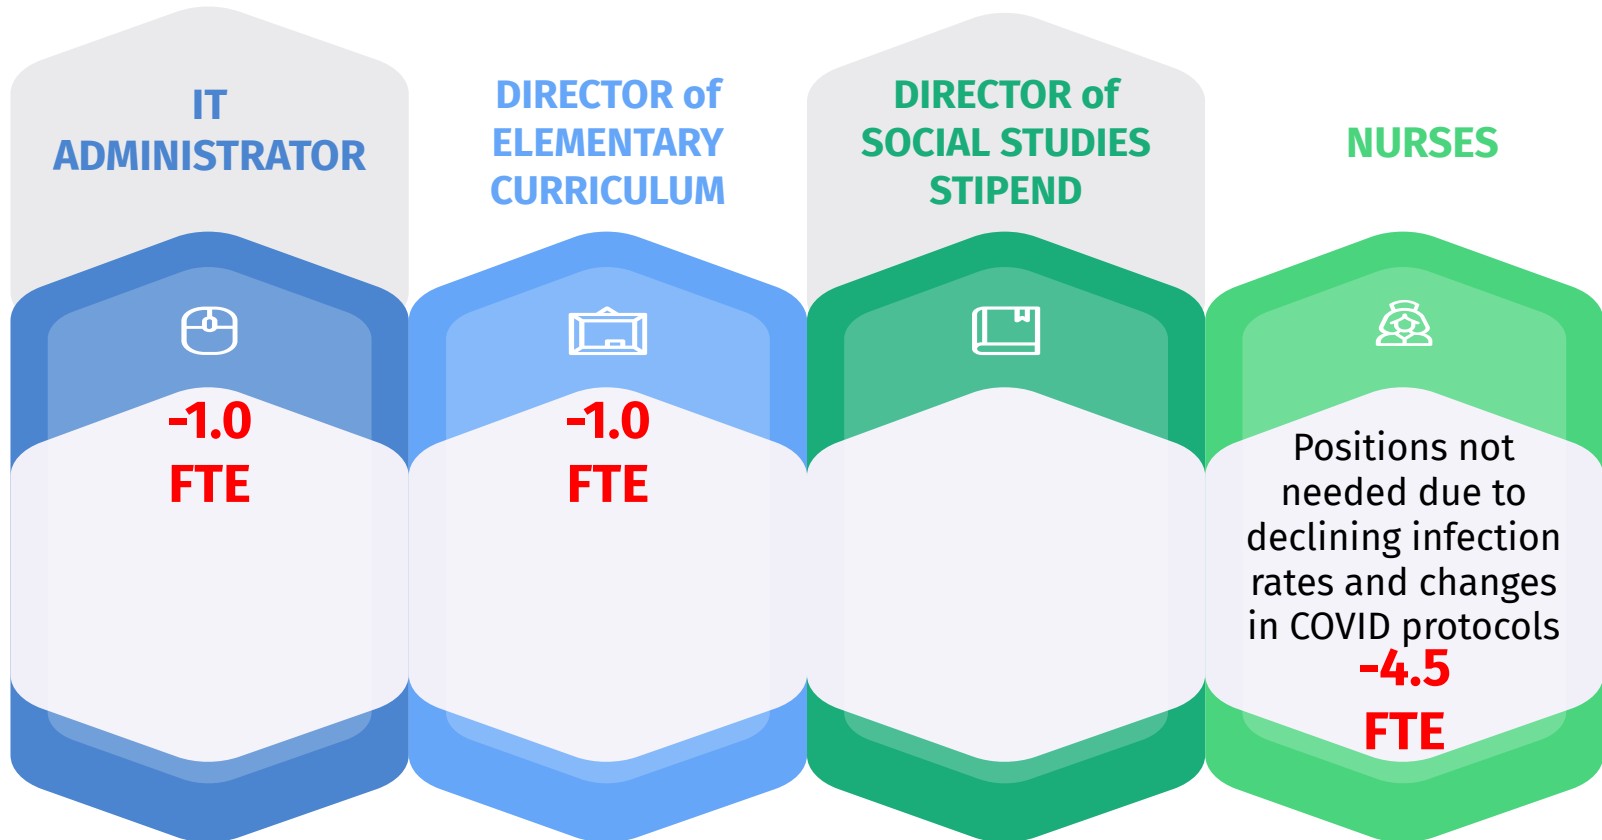 IT
ADMINISTRATOR
-1.0
FTE
DIRECTOR of
ELEMENTARY
CURRICULUM
-1.0
FTE
DIRECTOR of
SOCIAL STUDIES
STIPEND
NURSES
Positions not
needed due to
declining infection
rates and changes
in COVID protocols
-4.5
FTE